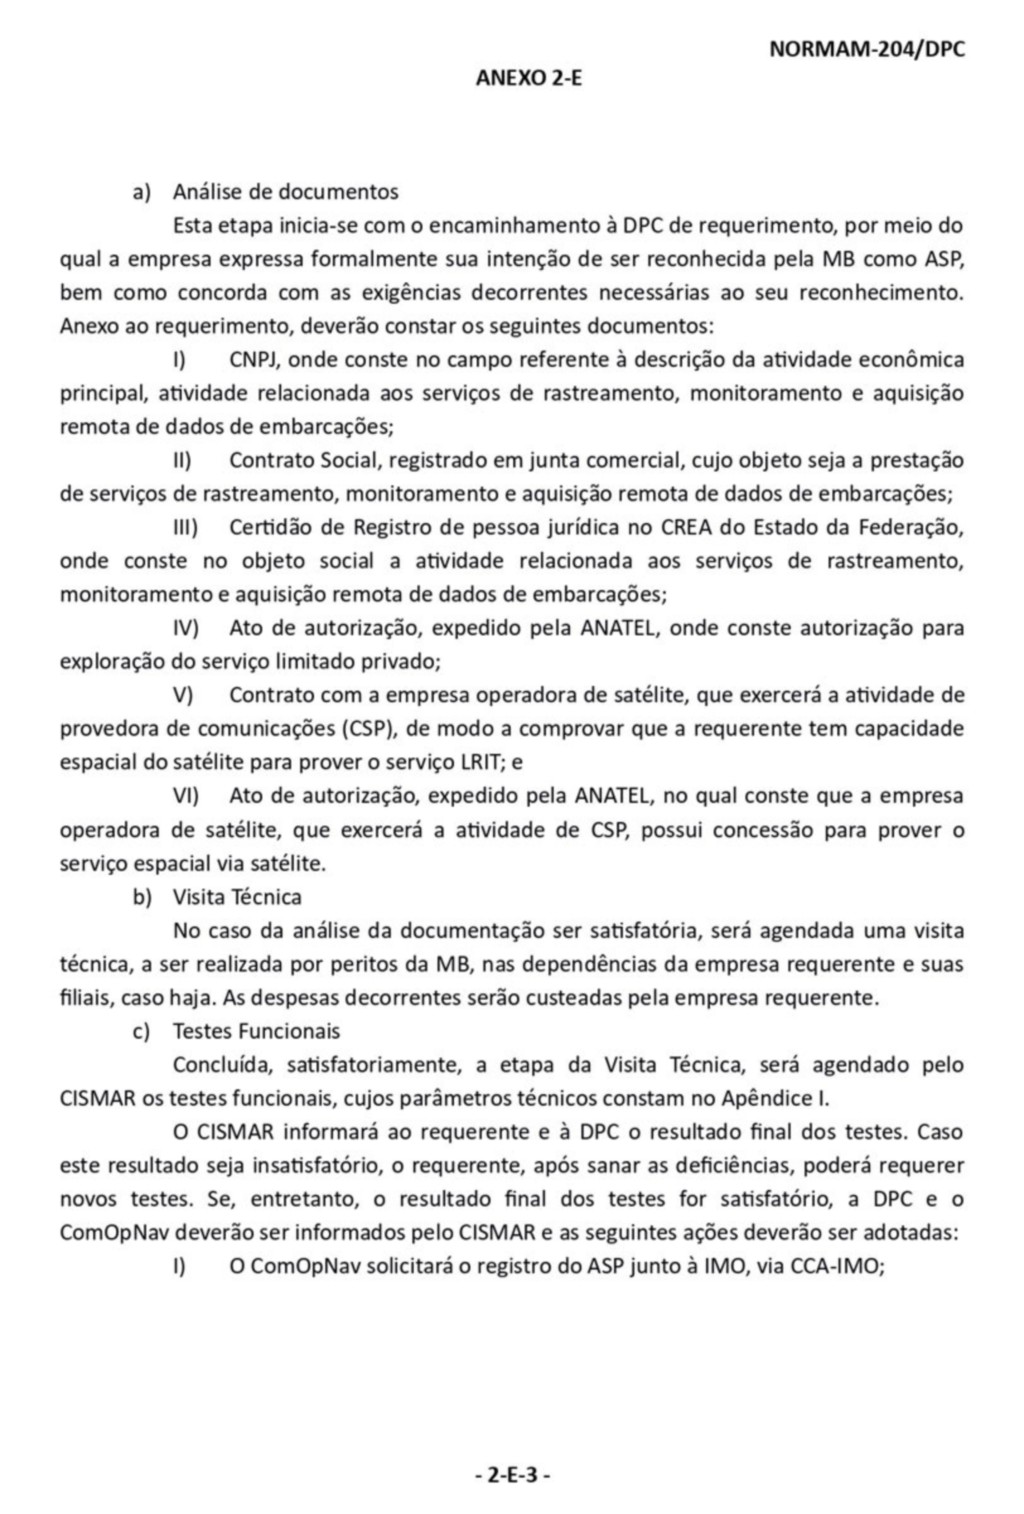 NORMAM-204/DPC
ANEXO 2-E
a) Análise de documentos
Esta etapa inicia-se com o encaminhamento à DPC de requerimento, por meio do
qual a empresa expressa formalmente sua intenção de ser reconhecida pela MB como ASP,
bem como concorda com as exigências decorrentes necessárias ao seu reconhecimento.
Anexo ao requerimento, deverão constar os seguintes documentos:
I) CNPJ, onde conste no campo referente à descrição da atividade econômica
principal, atividade relacionada aos serviços de rastreamento, monitoramento e aquisição
remota de dados de embarcações;
II) Contrato Social, registrado em junta comercial, cujo objeto seja a prestação
de serviços de rastreamento, monitoramento e aquisição remota de dados de embarcações;
III) Certidão de Registro de pessoa jurídica no CREA do Estado da Federação,
onde conste no objeto social a atividade relacionada aos serviços de rastreamento,
monitoramento e aquisição remota de dados de embarcações;
IV) Ato de autorização, expedido pela ANATEL, onde conste autorização para
exploração do serviço limitado privado;
V) Contrato com a empresa operadora de satélite, que exercerá a atividade de
provedora de comunicações (CSP), de modo a comprovar que a requerente tem capacidade
espacial do satélite para prover o serviço LRIT; e
VI) Ato de autorização, expedido pela ANATEL, no qual conste que a empresa
operadora de satélite, que exercerá a atividade de CSP, possui concessão para prover o
serviço espacial via satélite.
b) Visita Técnica
No caso da análise da documentação ser satisfatória, será agendada uma visita
técnica, a ser realizada por peritos da MB, nas dependências da empresa requerente e suas
filiais, caso haja. As despesas decorrentes serão custeadas pela empresa requerente.
c) Testes Funcionais
Concluída, satisfatoriamente, a etapa da Visita Técnica, será agendado pelo
CISMAR os testes funcionais, cujos parâmetros técnicos constam no Apêndice I.
O CISMAR informará ao requerente e à DPC o resultado final dos testes. Caso
este resultado seja insatisfatório, o requerente, após sanar as deficiências, poderá requerer
novos testes. Se, entretanto, o resultado final dos testes for satisfatório, a DPC e o
ComOpNav deverão ser informados pelo CISMAR e as seguintes ações deverão ser adotadas:
I) O ComOpNav solicitará o registro do ASP junto à IMO, via CCA-IMO;
- 2-E-3 -